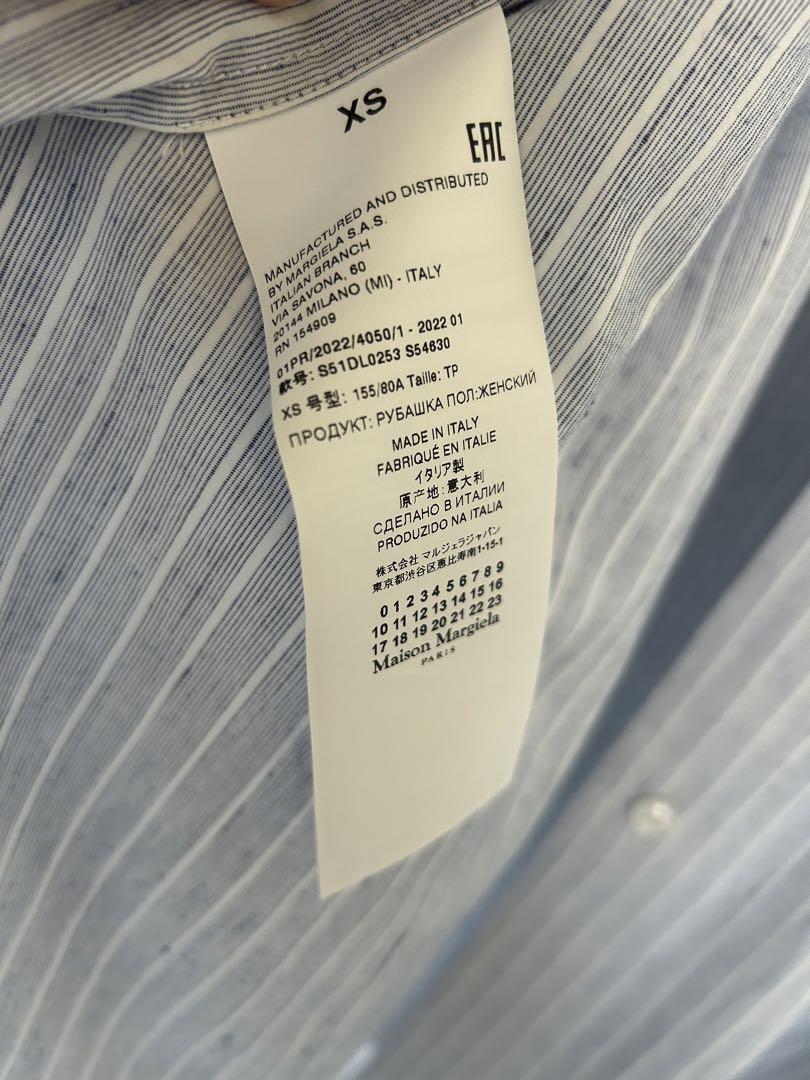 XS
EAC
MANUFACTURED AND DISTRIBUTED
BY MARGIELA S.A.S.
ITALIAN BRANCH
VIA SAVONA, 60
20144 MILANO (MI) - ITALY
RN 154909
01PR/2022/4050/1 - 2022 01
款号: S51DL0253 S54630
XS 号型: 155/80A Taille: TP
ПРОДУКТ: РУБАШКА ПОЛ:ЖЕНСКИЙ
MADE IN ITALY
FABRIQUÉ EN ITALIE
イタリア製
原产地:意大利
СДЕЛАНО В ИТАЛИИ
PRODUZIDO NA ITALIA
株式会社 マルジェラジャパン
東京都渋谷区恵比寿南1-15-1
0 1 2 3 4 5 6 7 8 9
10 11 12 13 14 15 16
17 18 19 20 21 22 23
Maison Margiela
PARIS